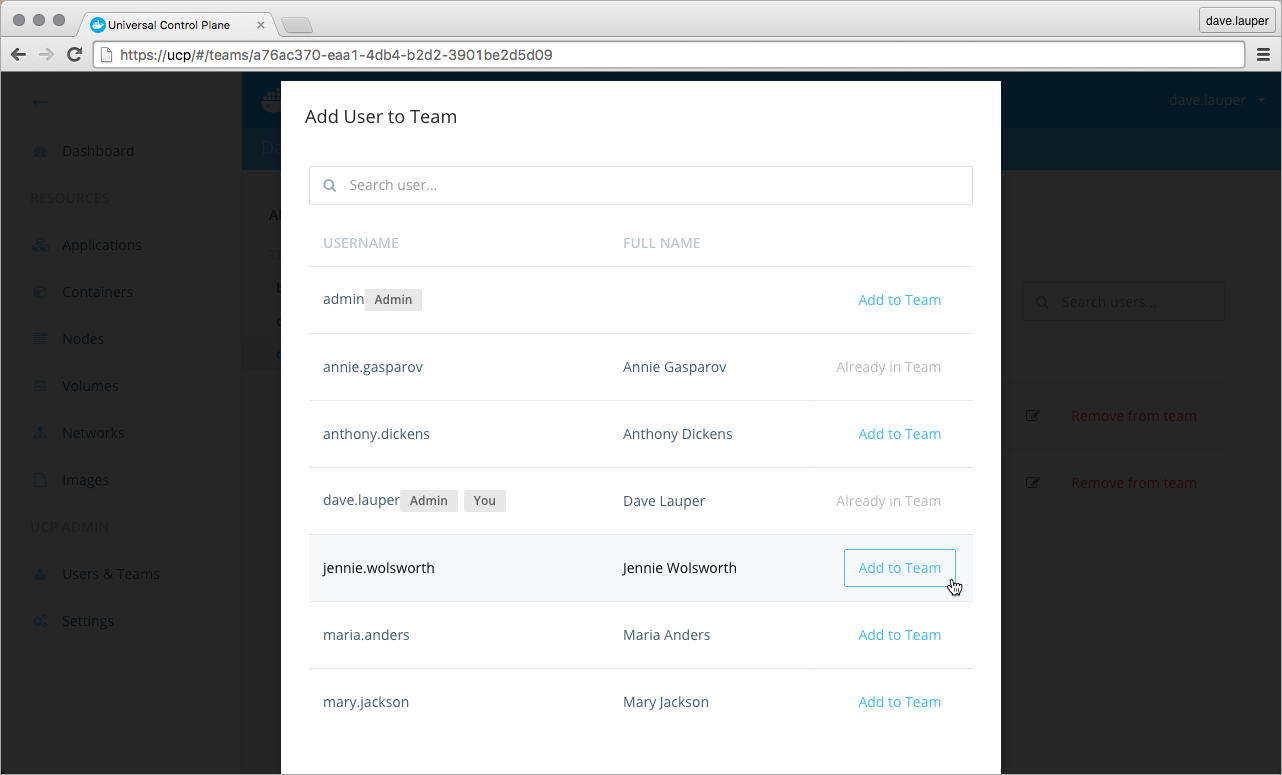 Universal Control Plane
dave.lauper
https://ucp/#/teams/a76ac370-eaa1-4db4-b2d2-3901be2d5d09
dave.lauper
Dashboard
RESOURCES
Applications
Containers
Nodes
Volumes
Networks
Images
UCP ADMIN
Users & Teams
Settings
Add User to Team
Search user...
USERNAME FULL NAME
admin Admin Add to Team
annie.gasparov Annie Gasparov Already in Team
anthony.dickens Anthony Dickens Add to Team
dave.lauper Admin You Dave Lauper Already in Team
jennie.wolsworth Jennie Wolsworth Add to Team
maria.anders Maria Anders Add to Team
mary.jackson Mary Jackson Add to Team
Search users...
Remove from team
Remove from team